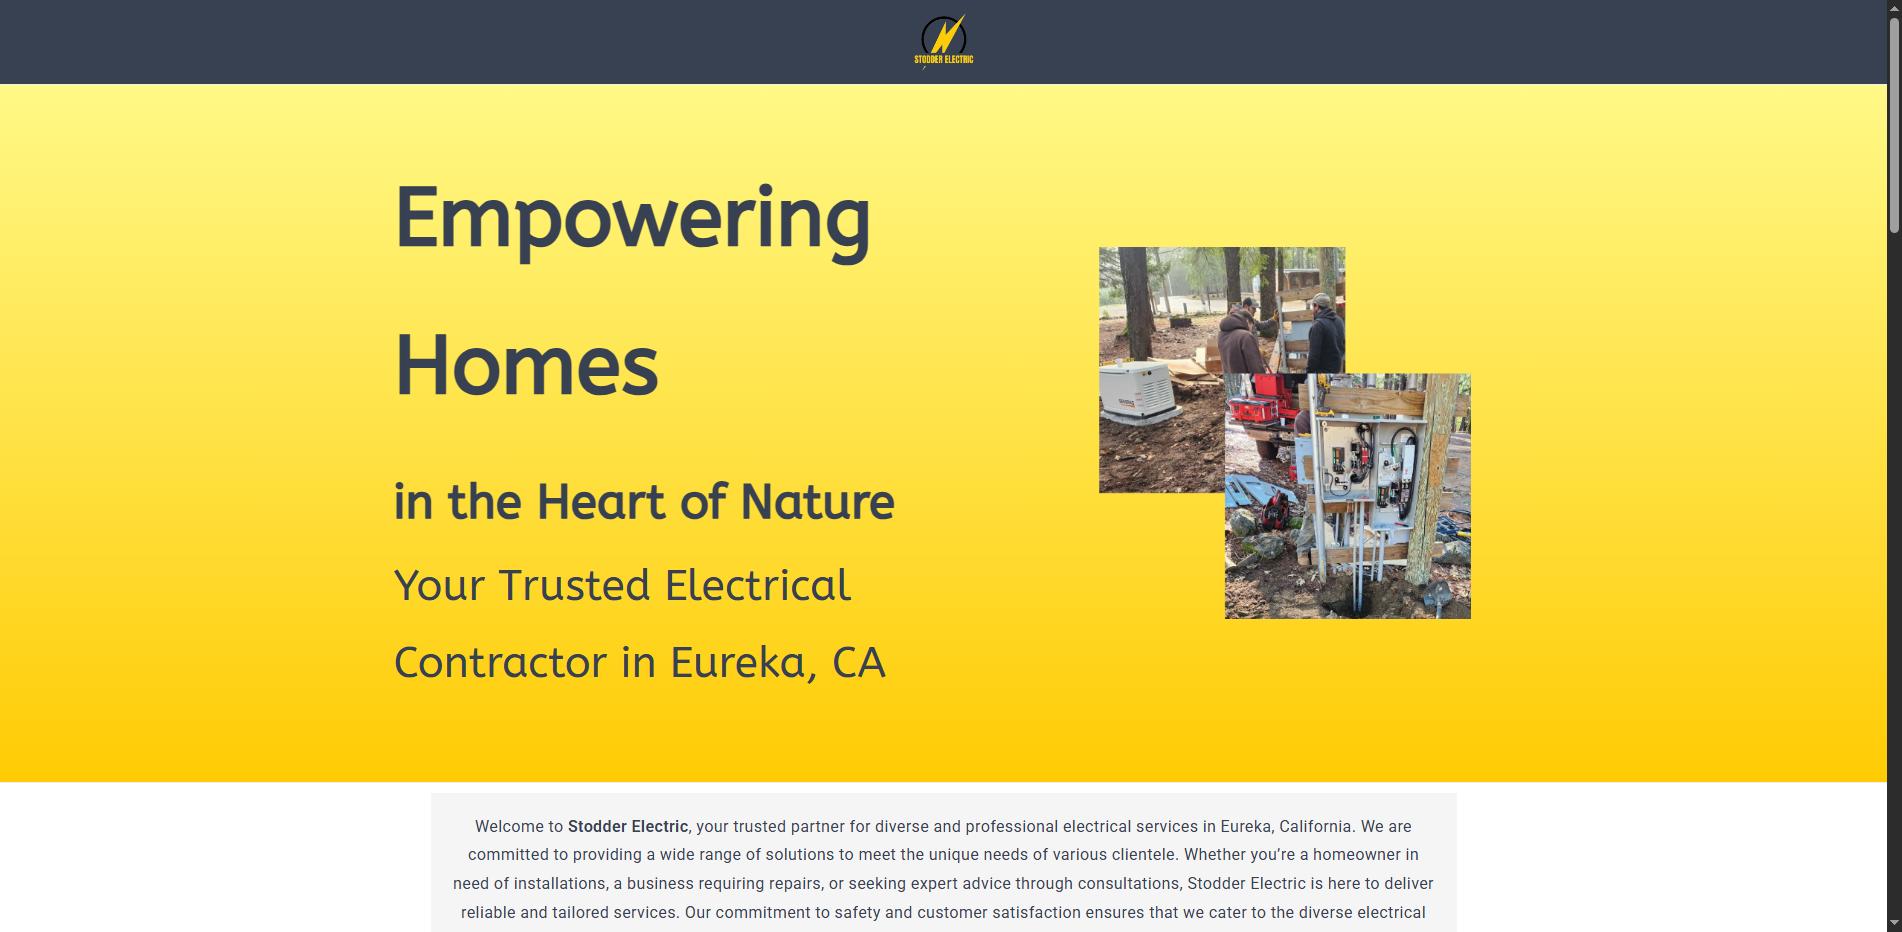 STODDER ELECTRIC
Empowering
Homes
in the Heart of Nature
Your Trusted Electrical
Contractor in Eureka, CA
Welcome to Stodder Electric, your trusted partner for diverse and professional electrical services in Eureka, California. We are
committed to providing a wide range of solutions to meet the unique needs of various clientele. Whether you’re a homeowner in
need of installations, a business requiring repairs, or seeking expert advice through consultations, Stodder Electric is here to deliver
reliable and tailored services. Our commitment to safety and customer satisfaction ensures that we cater to the diverse electrical